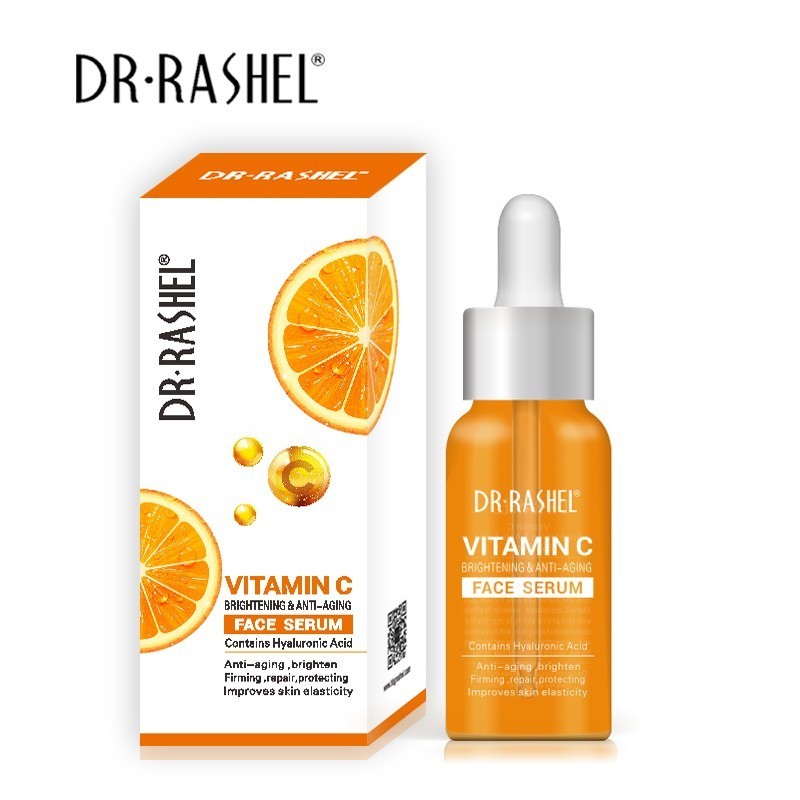 DR·RASHEL®
DR·RASHEL®
DR·RASHEL®
C
VITAMIN C
BRIGHTENING & ANTI-AGING
FACE SERUM
Contains Hyaluronic Acid
Anti-aging ,brighten
Firming ,repair,protecting
Improves skin elasticity
DR·RASHEL®
VITAMIN C
BRIGHTENING & ANTI-AGING
FACE SERUM
Contains Hyaluronic Acid
Anti-aging ,brighten
Firming ,repair,protecting
Improves skin elasticity